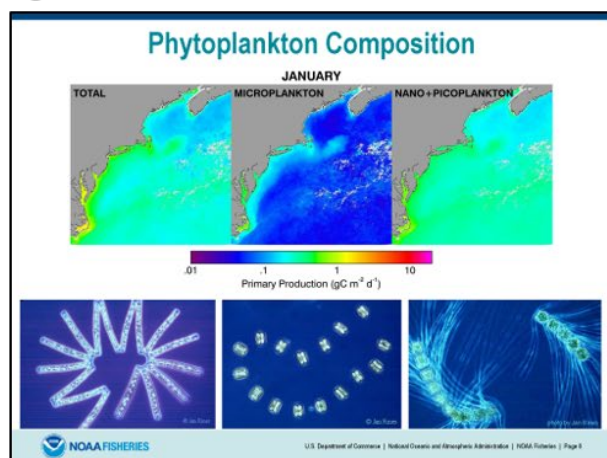 Phytoplankton Composition
JANUARY
TOTAL MICROPLANKTON NANO+PICOPLANKTON
.01 .1 1 10
Primary Production (gC m⁻² d⁻¹)
NOAA FISHERIES
U.S. Department of Commerce | National Oceanic and Atmospheric Administration | NOAA Fisheries | Page 8